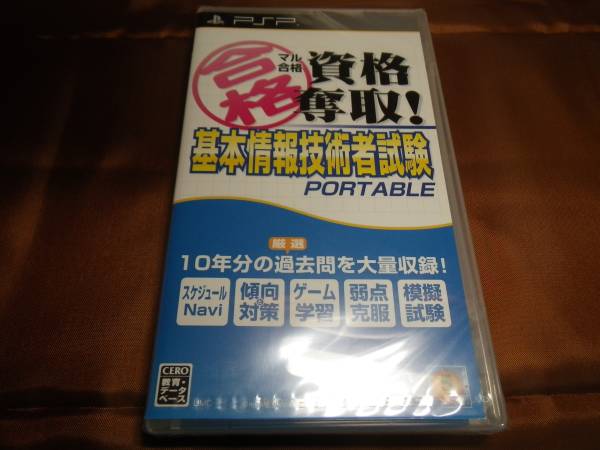 PSP
合格
マル
合格
資格
奪取!
基本情報技術者試験
PORTABLE
厳選
10年分の過去問を大量収録!
スケジュール
Navi
傾向
と
対策
ゲーム
学習
弱点
克服
模擬
試験
CERO
教育・
データ
ベース